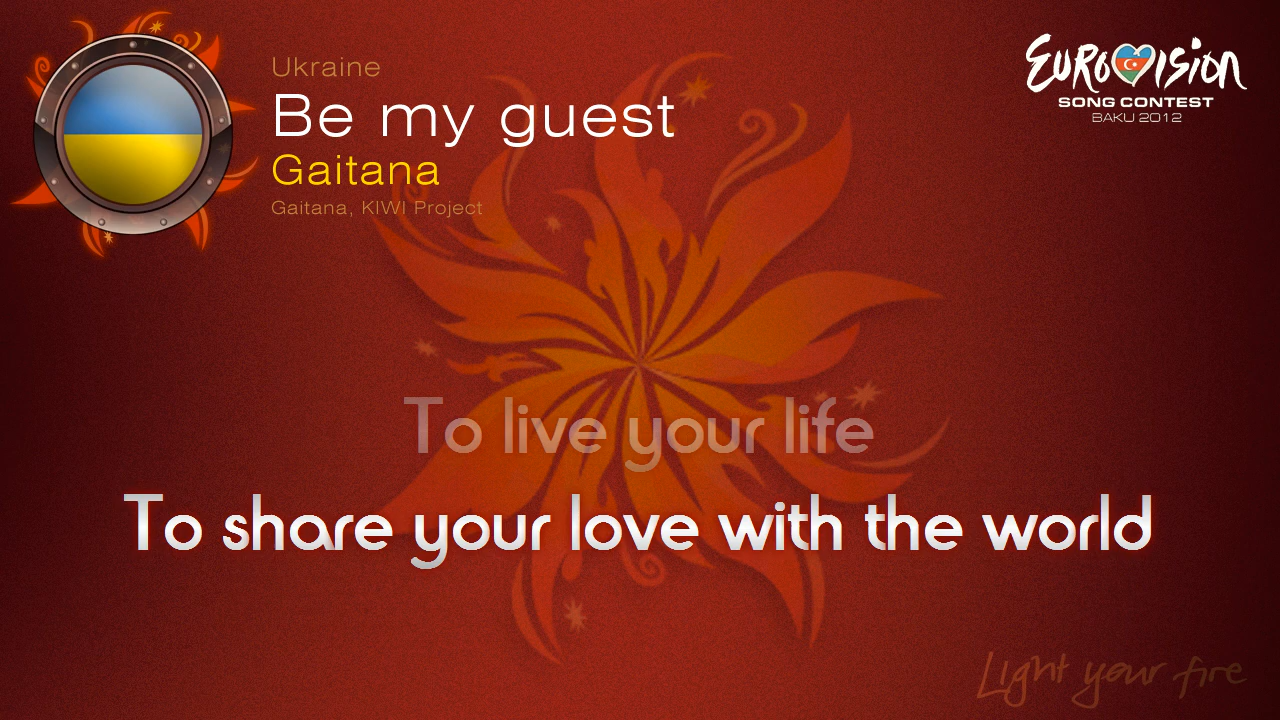 Ukraine
Be my guest
Gaitana
Gaitana, KIWI Project
EUROVISION
SONG CONTEST
BAKU 2012
To live your life
To share your love with the world
Light your fire